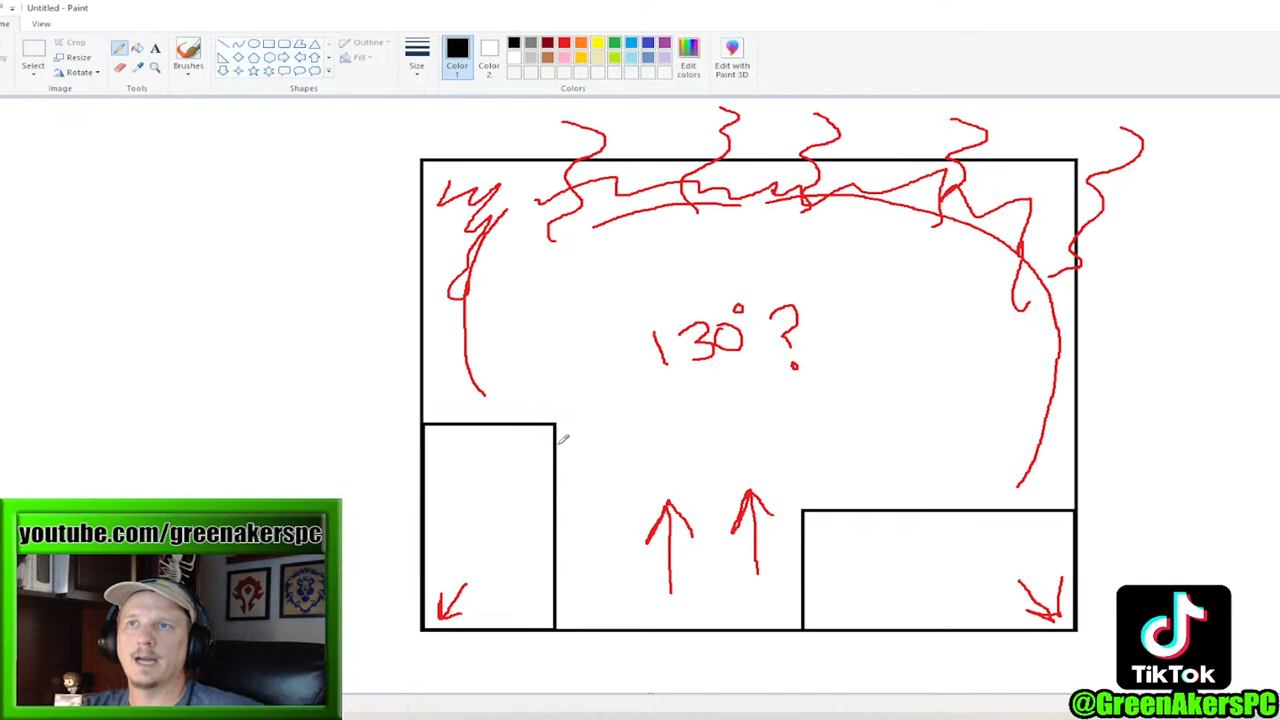 Untitled - Paint
me
View
Crop
Resize
Rotate
Select
Image
Tools
Brushes
Shapes
Outline
Fill
Size
Color
1
Color
2
Edit
colors
Colors
Edit with
Paint 3D
A
130°?
youtube.com/greenakerspc
TikTok
@GreenAkersPC